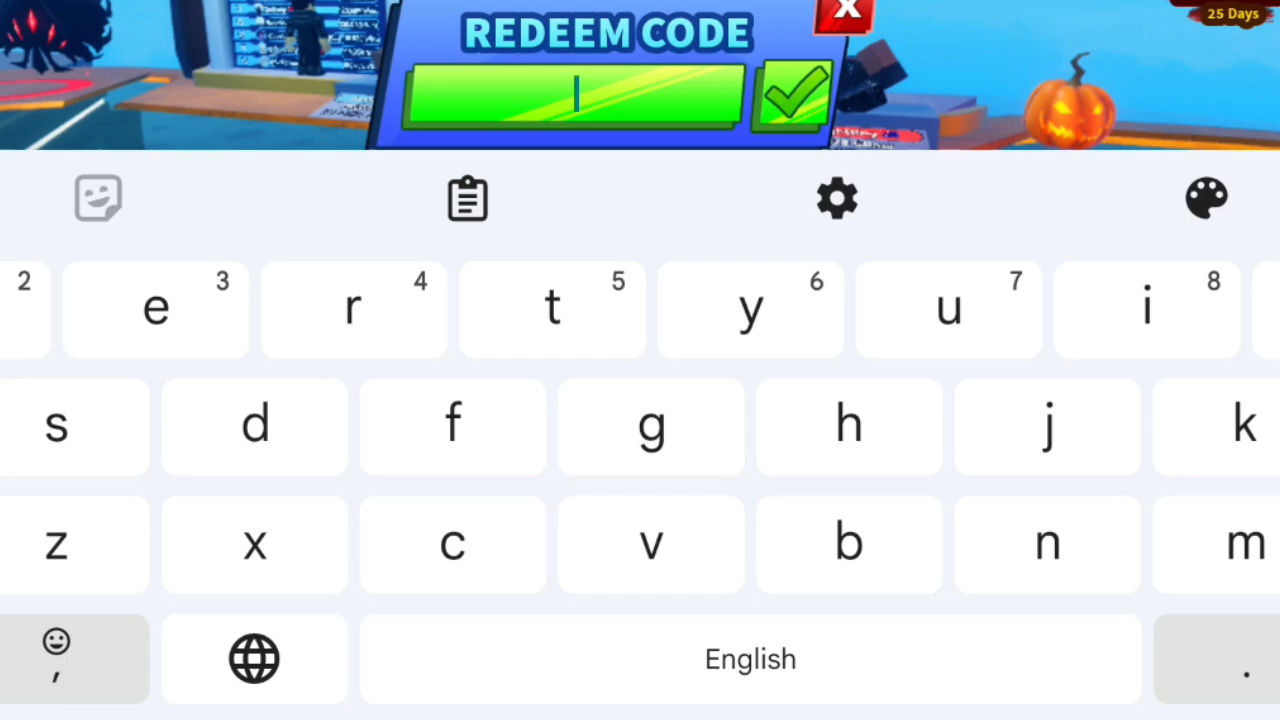 25 Days
REDEEM CODE
X
2 3 4 5 6 7 8
e r t y u i
s d f g h j k
z x c v b n m
, English .